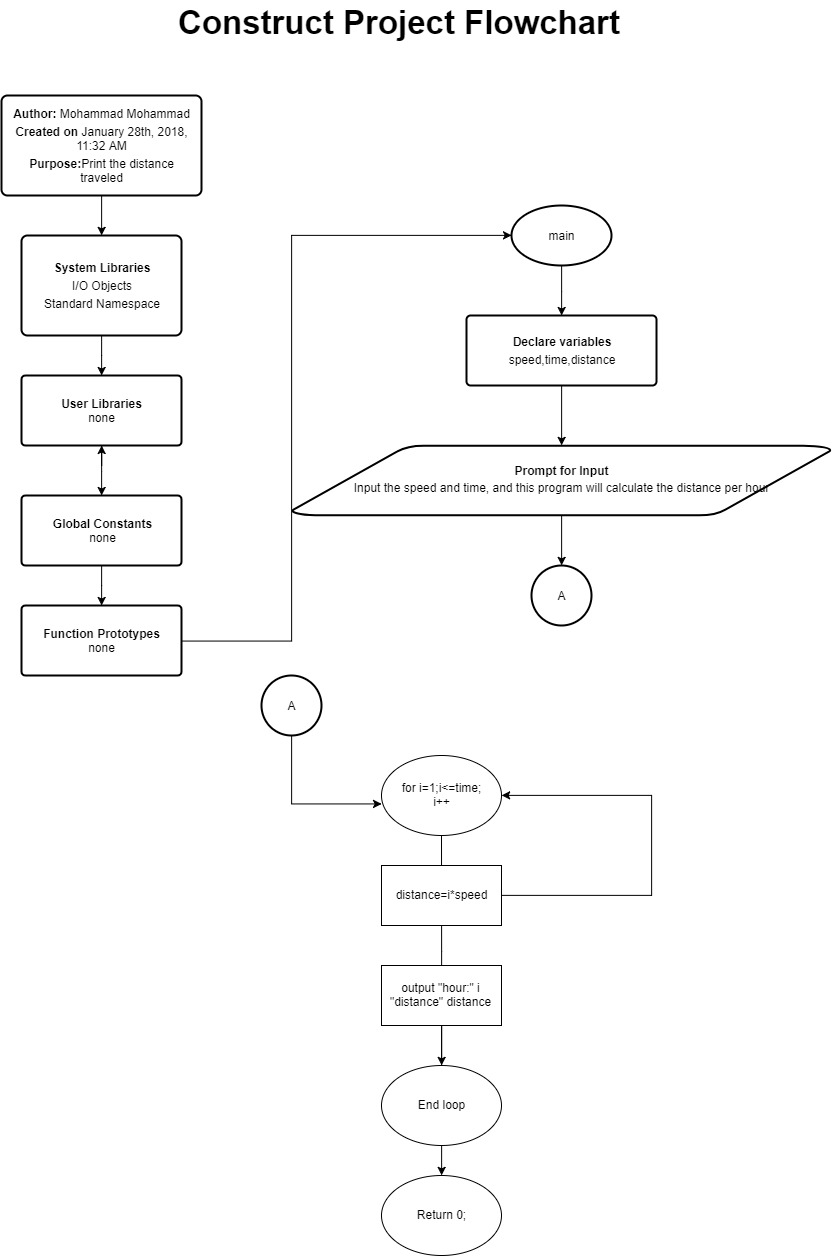 Construct Project Flowchart
Author: Mohammad Mohammad
Created on January 28th, 2018,
11:32 AM
Purpose:Print the distance
traveled
System Libraries
I/O Objects
Standard Namespace
User Libraries
none
Global Constants
none
Function Prototypes
none
main
Declare variables
speed,time,distance
Prompt for Input
Input the speed and time, and this program will calculate the distance per hour
A
A
for i=1;i<=time;
i++
distance=i*speed
output "hour:" i
"distance" distance
End loop
Return 0;